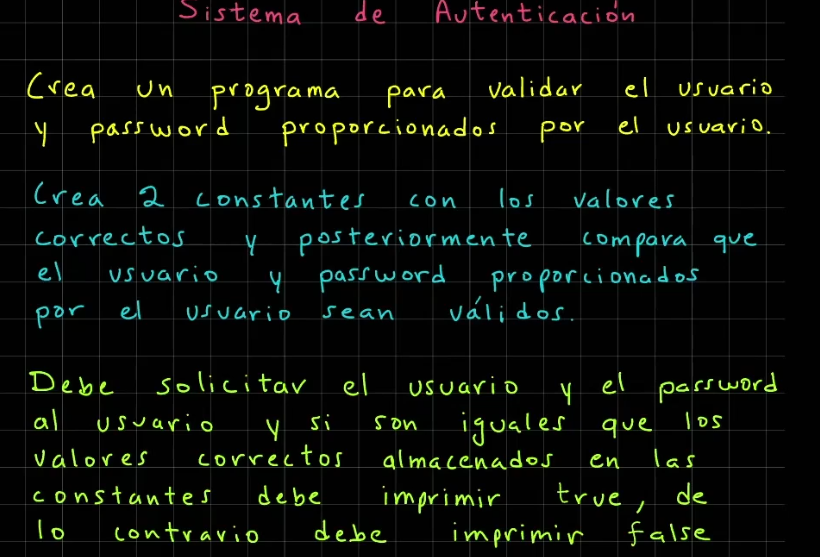 Sistema de Autenticación
Crea un programa para validar el usuario
y password proporcionados por el usuario.
Crea 2 constantes con los valores
correctos y posteriormente compara que
el usuario y password proporcionados
por el usuario sean válidos.
Debe solicitar el usuario y el password
al usuario y si son iguales que los
valores correctos almacenados en las
constantes debe imprimir true, de
lo contrario debe imprimir false